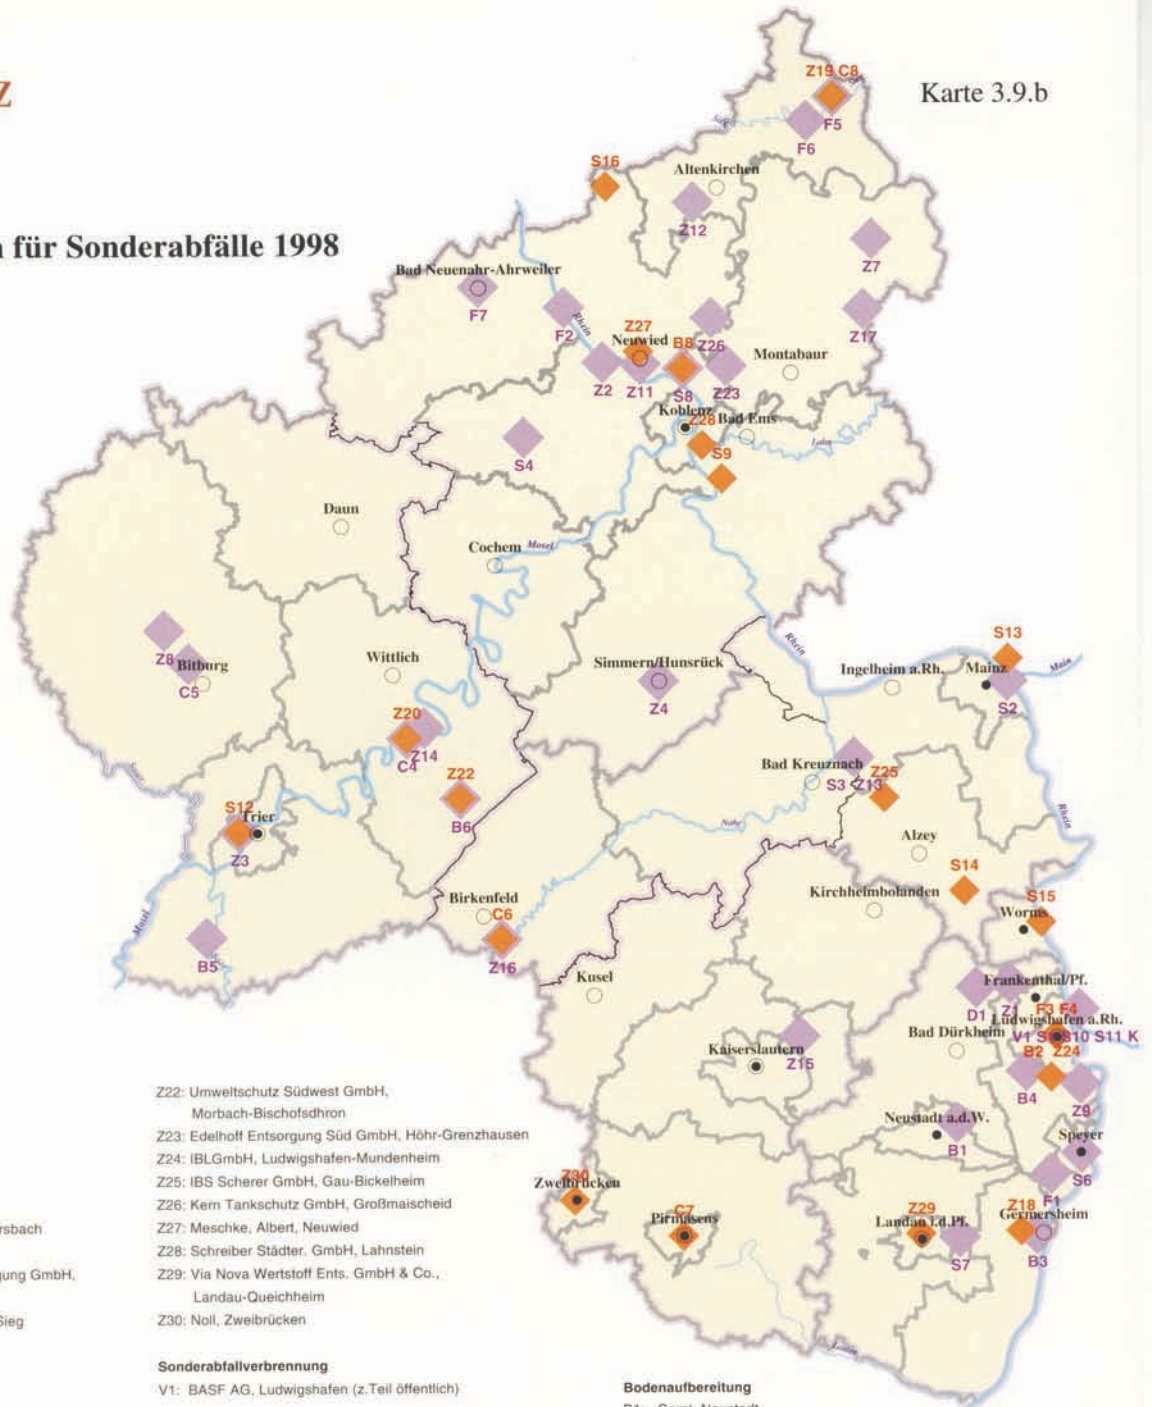 Z
Karte 3.9.b
für Sonderabfälle 1998
Z19 C8
F5
F6
Sieg
S16
Altenkirchen
Z12
Z7
Bad Neuenahr-Ahrweiler
F7
F2
Rhein
Z27
Neuwied
B8
Z26
Z17
Montabaur
Z2
Z11
S8
Z23
Koblenz
Z28
Bad Ems
Lahn
S4
S9
Daun
Cochem
Mosel
S13
Rhein
Z8
Bitburg
C5
Wittlich
Simmern/Hunsrück
Z4
Ingelheim a.Rh.
Mainz
Main
S2
Z20
Z14
C4
Z22
B6
Bad Kreuznach
S3
Z13
Z25
Sauer
S12
Trier
Z3
Nahe
Rhein
Alzey
S14
Birkenfeld
C6
Z16
Kirchheimbolanden
S15
Worms
Mosel
B5
Kusel
Frankenthal/Pf.
D1
Z1
F3 F4
Ludwigshafen a.Rh.
Bad Dürkheim
V1
S10 S11 K
Kaiserslautern
Z15
B2
Z24
B4
Z9
Neustadt a.d.W.
B1
Speyer
S6
Z30
Zweibrücken
C7
Pirmasens
Z29
Landau i.d.Pf.
S7
F1
Z18
Germersheim
B3
Z22: Umweltschutz Südwest GmbH,
Morbach-Bischofsdhron
Z23: Edelhoff Entsorgung Süd GmbH, Höhr-Grenzhausen
Z24: IBLGmbH, Ludwigshafen-Mundenheim
Z25: IBS Scherer GmbH, Gau-Bickelheim
Z26: Kern Tankschutz GmbH, Großmaischeid
Z27: Meschke, Albert, Neuwied
Z28: Schreiber Städter. GmbH, Lahnstein
Z29: Via Nova Wertstoff Ents. GmbH & Co.,
Landau-Queichheim
Z30: Noll, Zweibrücken
rsbach
gung GmbH,
Sieg
Sonderabfallverbrennung
V1: BASF AG, Ludwigshafen (z.Teil öffentlich)
Bodenaufbereitung